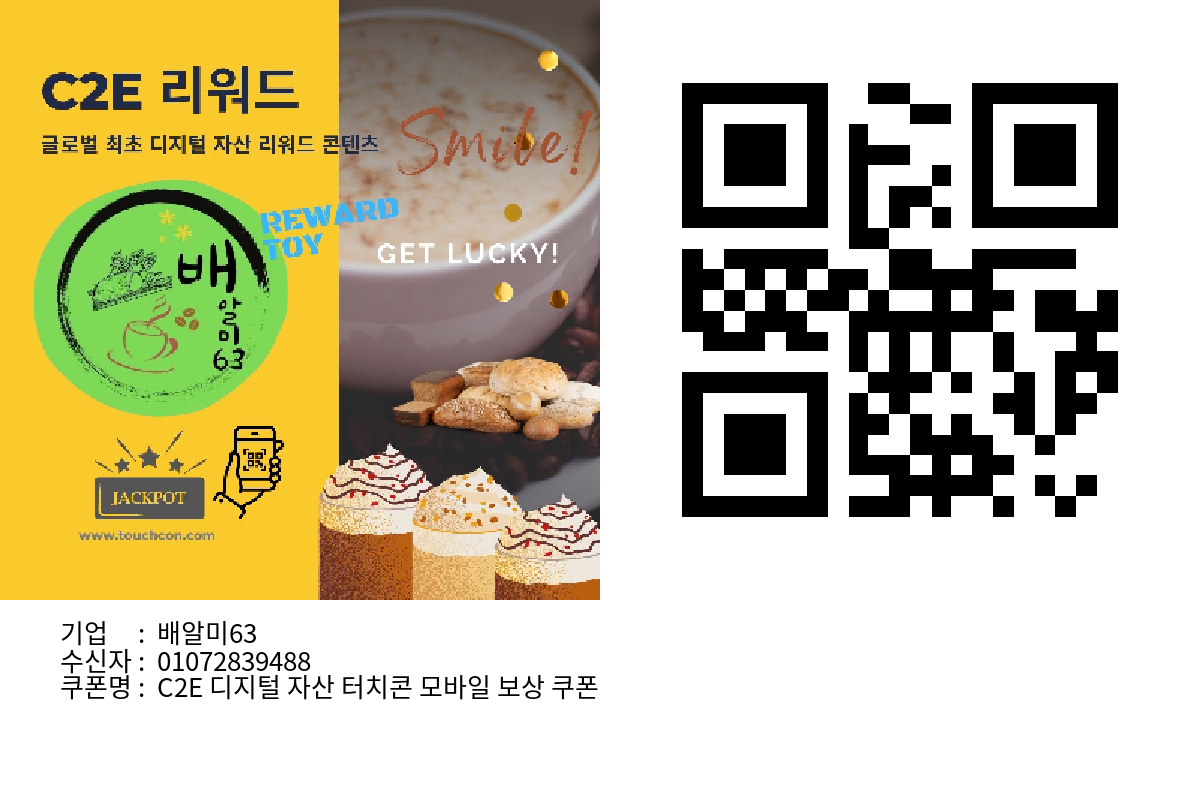 C2E 리워드
글로벌 최초 디지털 자산 리워드 콘텐츠
Smile!
REWARD
TOY
GET LUCKY!
배
알
미
63
JACKPOT
www.touchcon.com
기업 : 배알미63
수신자 : 01072839488
쿠폰명 : C2E 디지털 자산 터치콘 모바일 보상 쿠폰